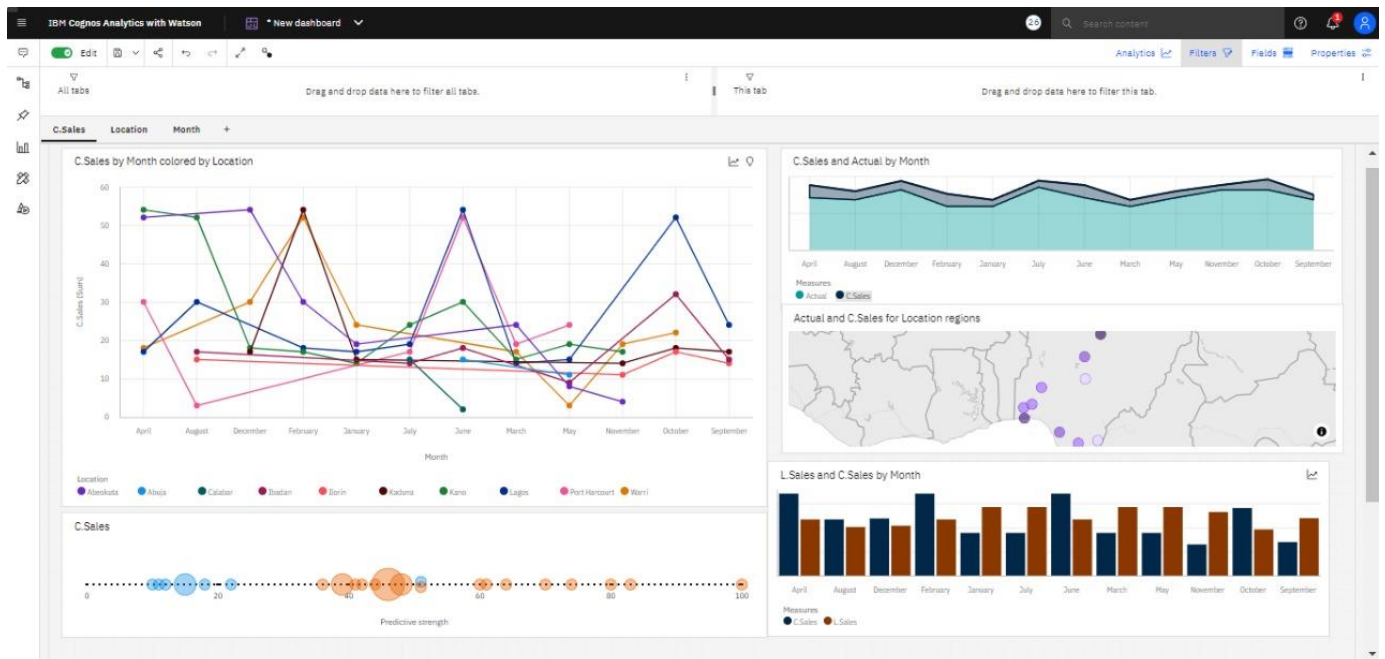 IBM Cognos Analytics with Watson
* New dashboard
26
Search content
1
Edit
Analytics
Filters
Fields
Properties
All tabs
Drag and drop data here to filter all tabs.
This tab
Drag and drop data here to filter this tab.
C.Sales Location Month +
C.Sales by Month colored by Location
60
50
40
30
20
10
0
C.Sales (Sum)
April August December February January July June March May November October September
Month
Location
Abeokuta Abuja Calabar Ibadan Ilorin Kaduna Kano Lagos Port Harcourt Warri
C.Sales
0 20 40 60 80 100
Predictive strength
C.Sales and Actual by Month
April August December February January July June March May November October September
Measures
Actual C.Sales
Actual and C.Sales for Location regions
L.Sales and C.Sales by Month
April August December February January July June March May November October September
Measures
C.Sales L.Sales